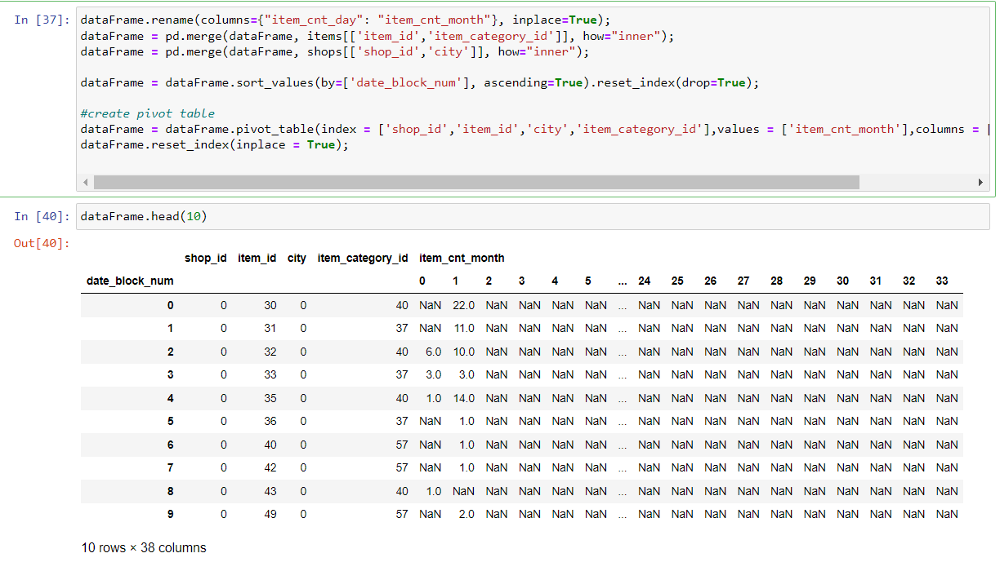 In [37]: dataFrame.rename(columns={"item_cnt_day": "item_cnt_month"}, inplace=True);
dataFrame = pd.merge(dataFrame, items[['item_id','item_category_id']], how="inner");
dataFrame = pd.merge(dataFrame, shops[['shop_id','city']], how="inner");
dataFrame = dataFrame.sort_values(by=['date_block_num'], ascending=True).reset_index(drop=True);
#create pivot table
dataFrame = dataFrame.pivot_table(index = ['shop_id','item_id','city','item_category_id'],values = ['item_cnt_month'],columns = [
dataFrame.reset_index(inplace = True);
In [40]: dataFrame.head(10)
Out[40]:
shop_id item_id city item_category_id item_cnt_month
date_block_num 0 1 2 3 4 5 ... 24 25 26 27 28 29 30 31 32 33
0 0 30 0 40 NaN 22.0 NaN NaN NaN NaN ... NaN NaN NaN NaN NaN NaN NaN NaN NaN NaN
1 0 31 0 37 NaN 11.0 NaN NaN NaN NaN ... NaN NaN NaN NaN NaN NaN NaN NaN NaN NaN
2 0 32 0 40 6.0 10.0 NaN NaN NaN NaN ... NaN NaN NaN NaN NaN NaN NaN NaN NaN NaN
3 0 33 0 37 3.0 3.0 NaN NaN NaN NaN ... NaN NaN NaN NaN NaN NaN NaN NaN NaN NaN
4 0 35 0 40 1.0 14.0 NaN NaN NaN NaN ... NaN NaN NaN NaN NaN NaN NaN NaN NaN NaN
5 0 36 0 37 NaN 1.0 NaN NaN NaN NaN ... NaN NaN NaN NaN NaN NaN NaN NaN NaN NaN
6 0 40 0 57 NaN 1.0 NaN NaN NaN NaN ... NaN NaN NaN NaN NaN NaN NaN NaN NaN NaN
7 0 42 0 57 NaN 1.0 NaN NaN NaN NaN ... NaN NaN NaN NaN NaN NaN NaN NaN NaN NaN
8 0 43 0 40 1.0 NaN NaN NaN NaN NaN ... NaN NaN NaN NaN NaN NaN NaN NaN NaN NaN
9 0 49 0 57 NaN 2.0 NaN NaN NaN NaN ... NaN NaN NaN NaN NaN NaN NaN NaN NaN NaN
10 rows × 38 columns